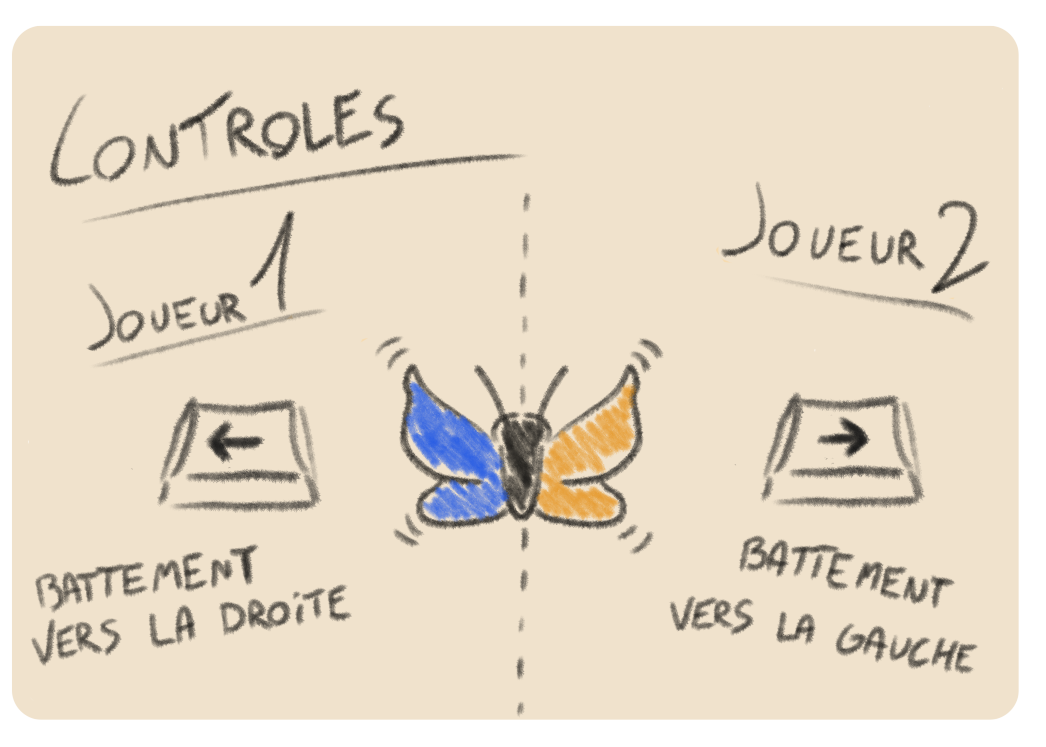 CONTROLES
JOUEUR 1
BATTEMENT
VERS LA DROiTE
JOUEUR 2
BATTEMENT
VERS LA GAUCHE